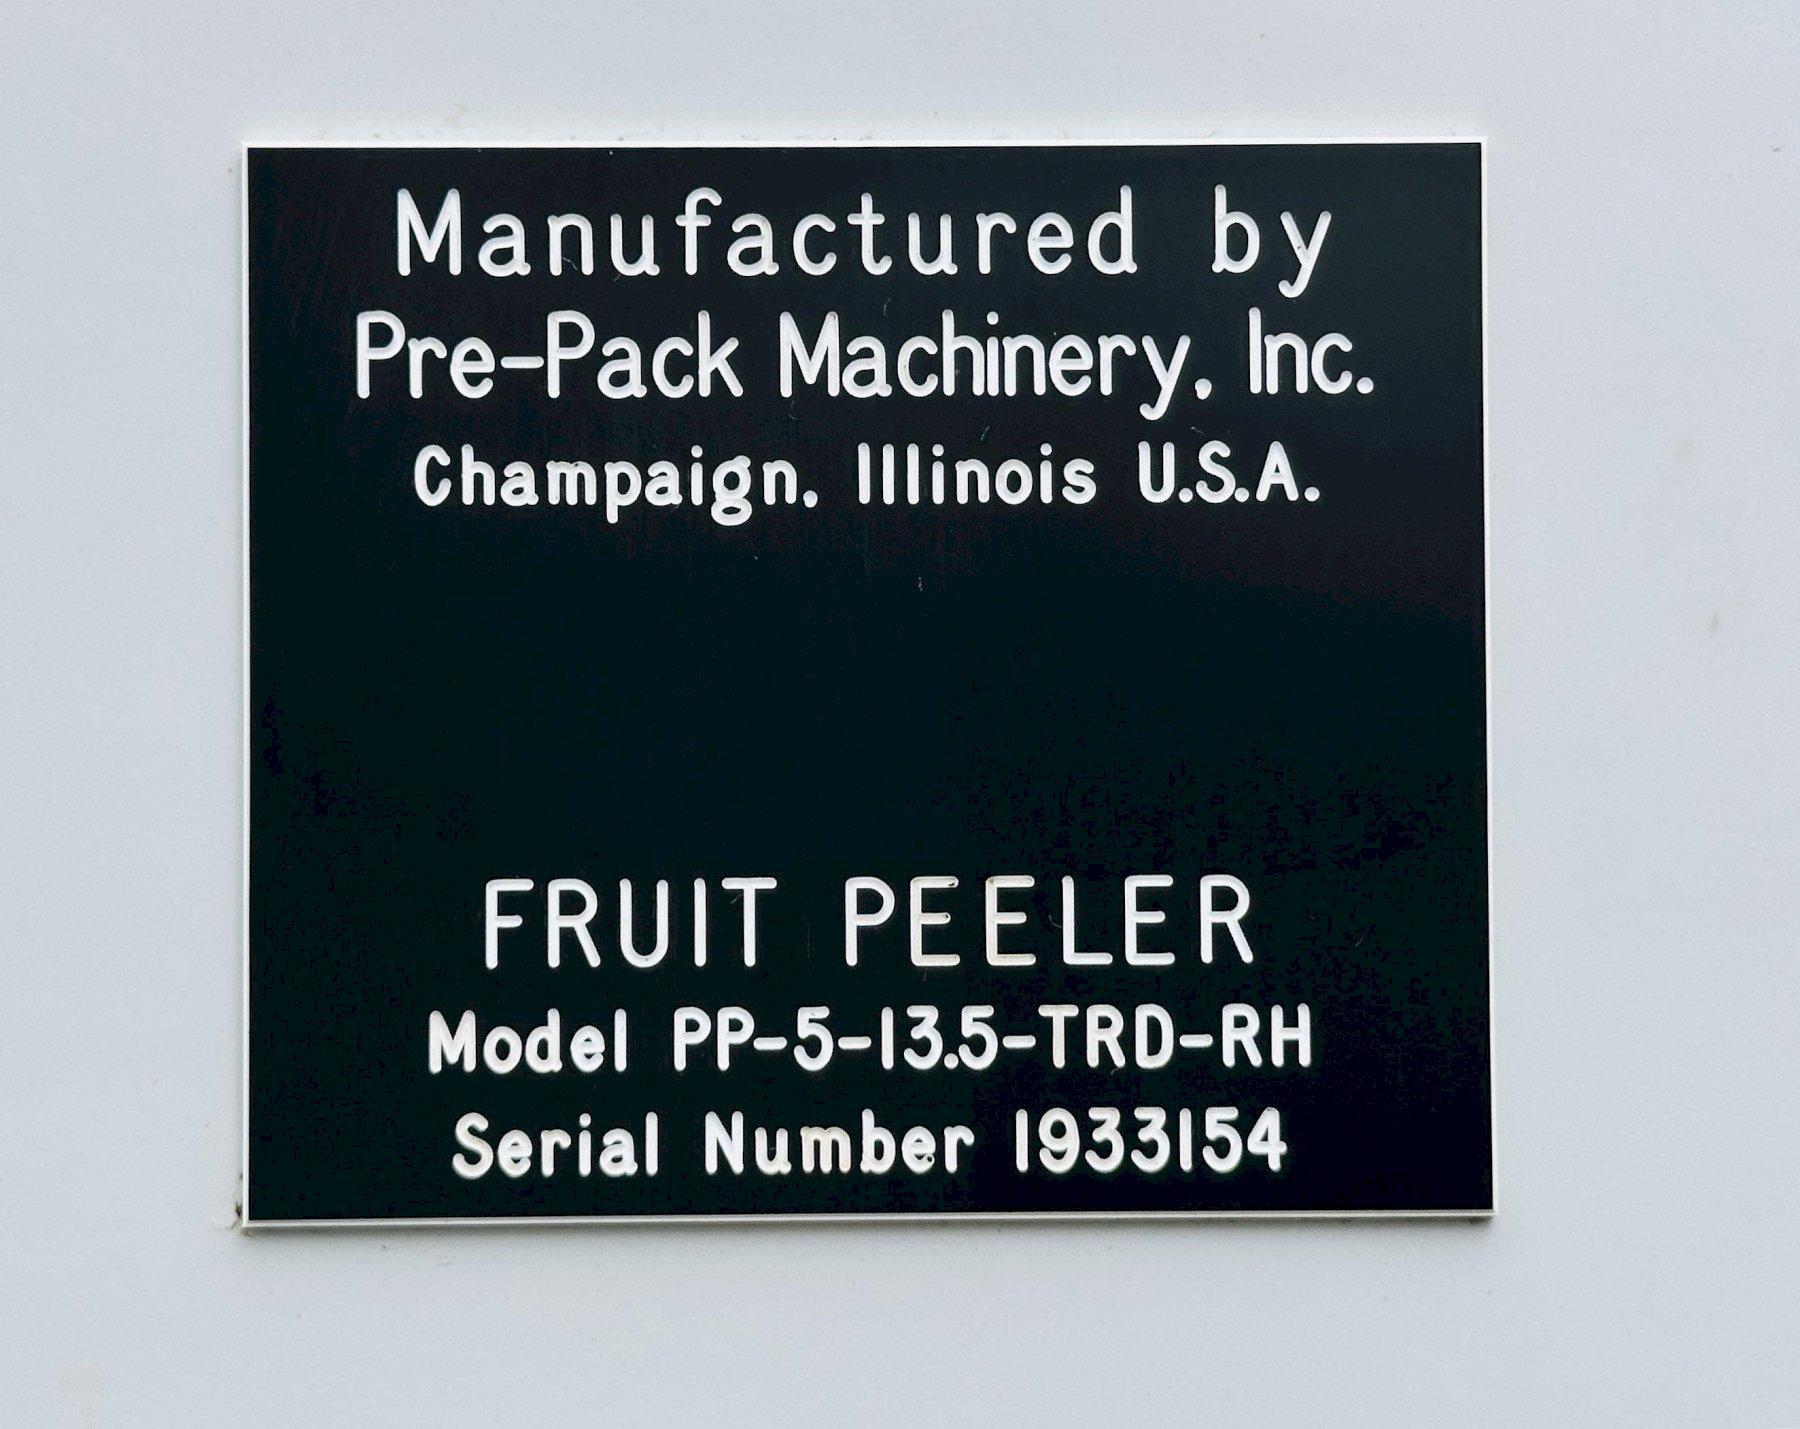 Manufactured by
Pre-Pack Machinery, Inc.
Champaign, Illinois U.S.A.
FRUIT PEELER
Model PP-5-13.5-TRD-RH
Serial Number 1933154